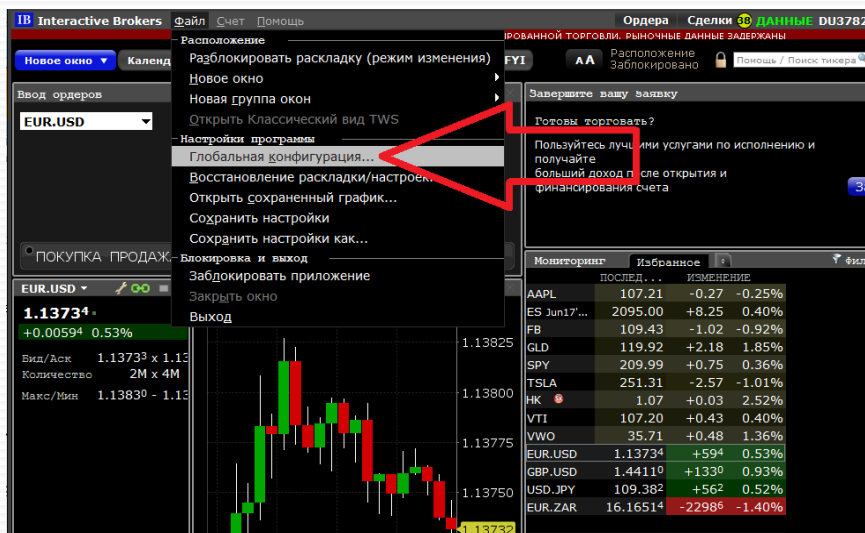 IB Interactive Brokers Файл Счет Помощь Ордера Сделки 38 ДАННЫЕ DU3782
РОВАННОЙ ТОРГОВЛИ. РЫНОЧНЫЕ ДАННЫЕ ЗАДЕРЖАНЫ
Новое окно Календ
FYI AA Расположение
Заблокировано
Помощь / Поиск тикера
Расположение
Разблокировать раскладку (режим изменения)
Новое окно
Новая группа окон
Открыть Классический вид TWS
Настройки программы
Глобальная конфигурация...
Восстановление раскладки/настроек...
Открыть сохраненный график...
Сохранить настройки
Сохранить настройки как...
Блокировка и выход
Заблокировать приложение
Закрыть окно
Выход
Ввод ордеров
EUR.USD
ПОКУПКА ПРОДАЖ
Завершите вашу заявку
Готовы торговать?
Пользуйтесь лучшими услугами по исполнению и
получайте
больший доход после открытия и
финансирования счета
EUR.USD
1.13734
+0.00594 0.53%
Бид/Аск 1.13733 x 1.13
Количество 2M x 4M
Макс/Мин 1.13830 - 1.13
1.13825
1.13800
1.13775
1.13750
1.13732
Мониторинг Избранное Фил
ПОСЛЕД... ИЗМЕНЕНИЕ
AAPL 107.21 -0.27 -0.25%
ES Jun17'... 2095.00 +8.25 0.40%
FB 109.43 -1.02 -0.92%
GLD 119.92 +2.18 1.85%
SPY 209.99 +0.75 0.36%
TSLA 251.31 -2.57 -1.01%
HK 1.07 +0.03 2.52%
VTI 107.20 +0.43 0.40%
VWO 35.71 +0.48 1.36%
EUR.USD 1.13734 +594 0.53%
GBP.USD 1.44110 +1330 0.93%
USD.JPY 109.382 +562 0.52%
EUR.ZAR 16.16514 -22986 -1.40%